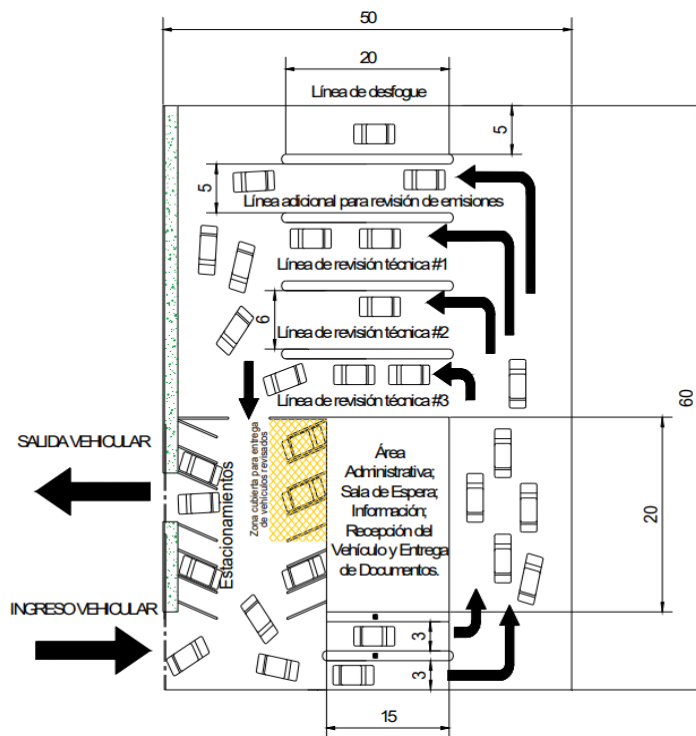 50
20
Línea de desfogue
5
5
Línea adicional para revisión de emisiones
Línea de revisión técnica #1
6
Línea de revisión técnica #2
Línea de revisión técnica #3
60
SALIDA VEHICULAR
Estacionamientos
Zona cubierta para entrega
de vehículos revisados
Área
Administrativa;
Sala de Espera;
Información;
Recepción del
Vehículo y Entrega
de Documentos.
20
INGRESO VEHICULAR
3
3
15